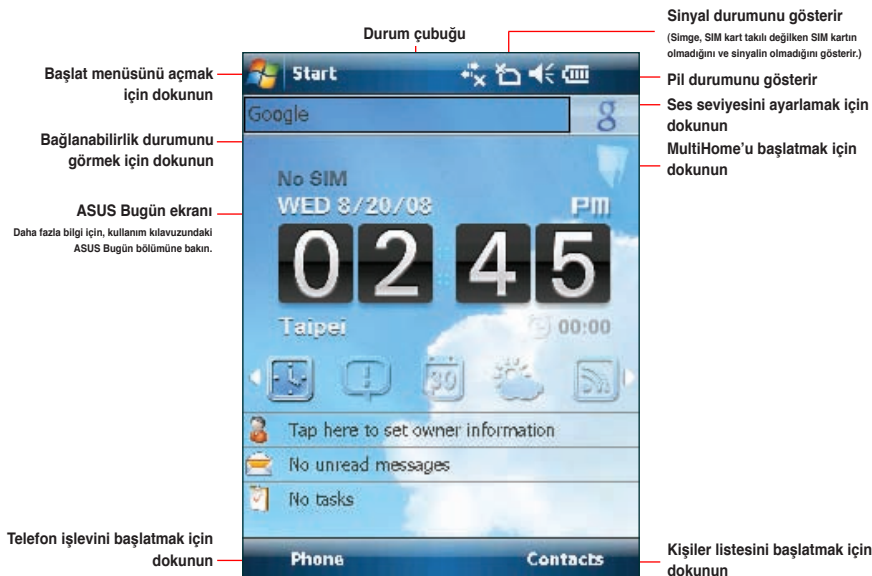 Durum çubuğu
Sinyal durumunu gösterir
(Simge, SIM kart takılı değilken SIM kartın
olmadığını ve sinyalin olmadığını gösterir.)
Başlat menüsünü açmak
için dokunun
Pil durumunu gösterir
Ses seviyesini ayarlamak için
dokunun
Bağlanabilirlik durumunu
görmek için dokunun
MultiHome'u başlatmak için
dokunun
ASUS Bugün ekranı
Daha fazla bilgi için, kullanım kılavuzundaki
ASUS Bugün bölümüne bakın.
Start
Google
g
No SIM
WED 8/20/08 PM
02 45
Taipei 00:00
30
Tap here to set owner information
No unread messages
No tasks
Phone Contacts
Telefon işlevini başlatmak için
dokunun
Kişiler listesini başlatmak için
dokunun